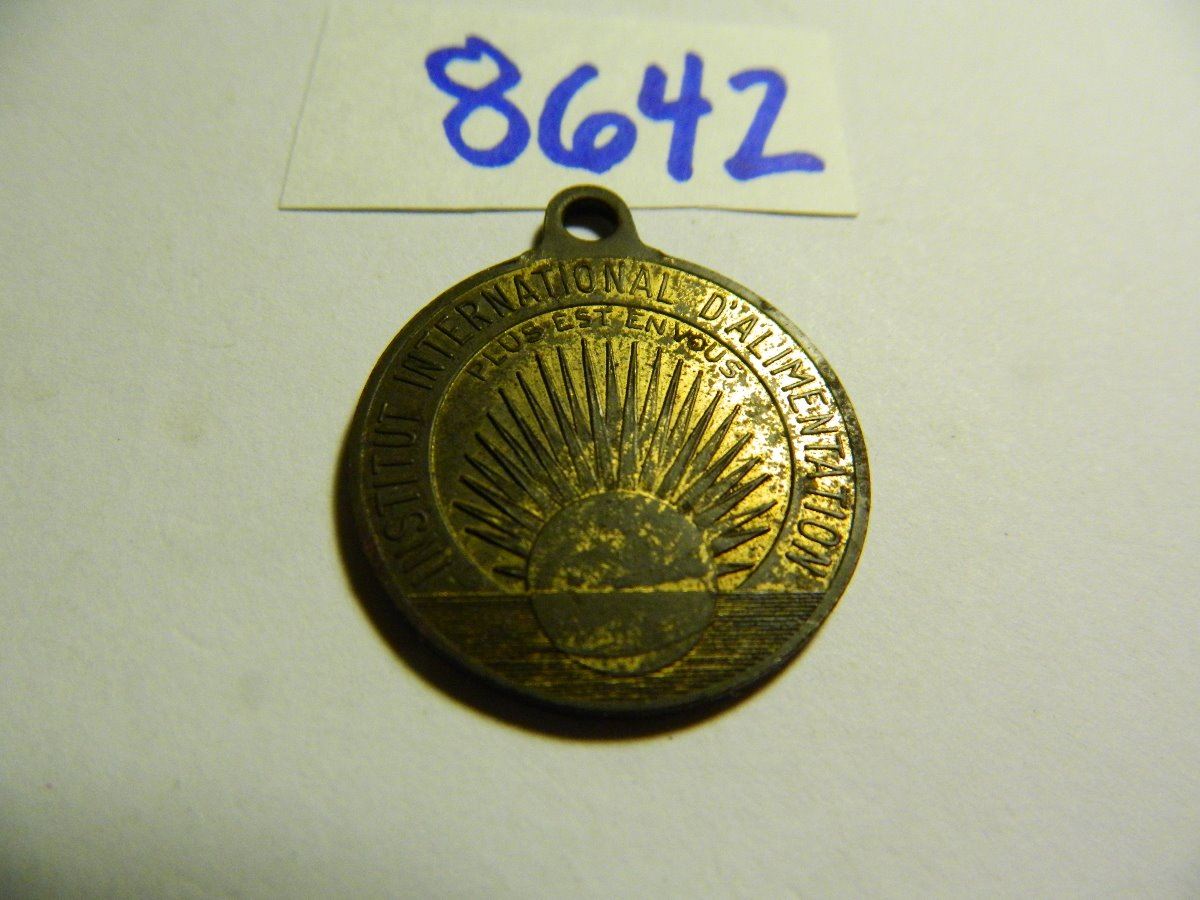 8642
INSTITUT INTERNATIONAL D'ALIMENTATION
PLUS EST EN VOUS